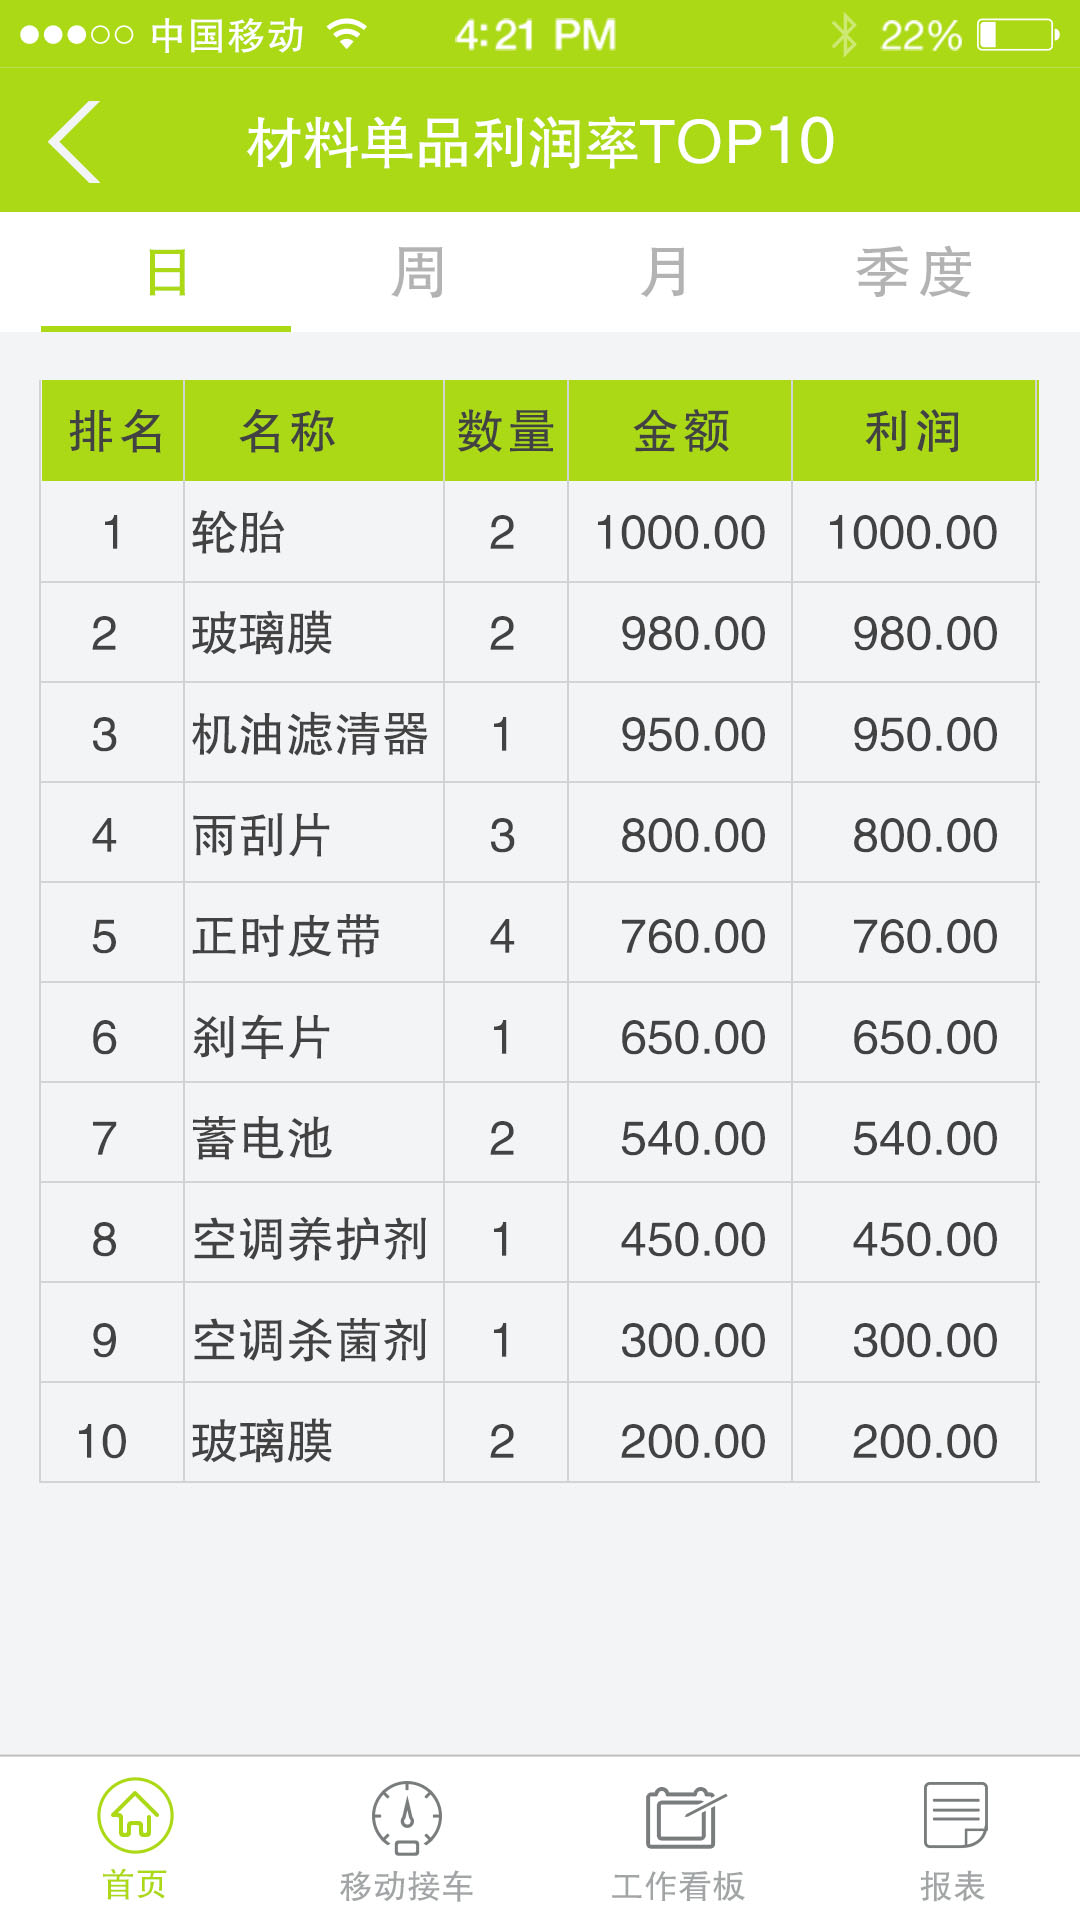 中国移动 4:21 PM 22%
材料单品利润率TOP10
日 周 月 季度
排名 名称 数量 金额 利润
1 轮胎 2 1000.00 1000.00
2 玻璃膜 2 980.00 980.00
3 机油滤清器 1 950.00 950.00
4 雨刮片 3 800.00 800.00
5 正时皮带 4 760.00 760.00
6 刹车片 1 650.00 650.00
7 蓄电池 2 540.00 540.00
8 空调养护剂 1 450.00 450.00
9 空调杀菌剂 1 300.00 300.00
10 玻璃膜 2 200.00 200.00
首页 移动接车 工作看板 报表